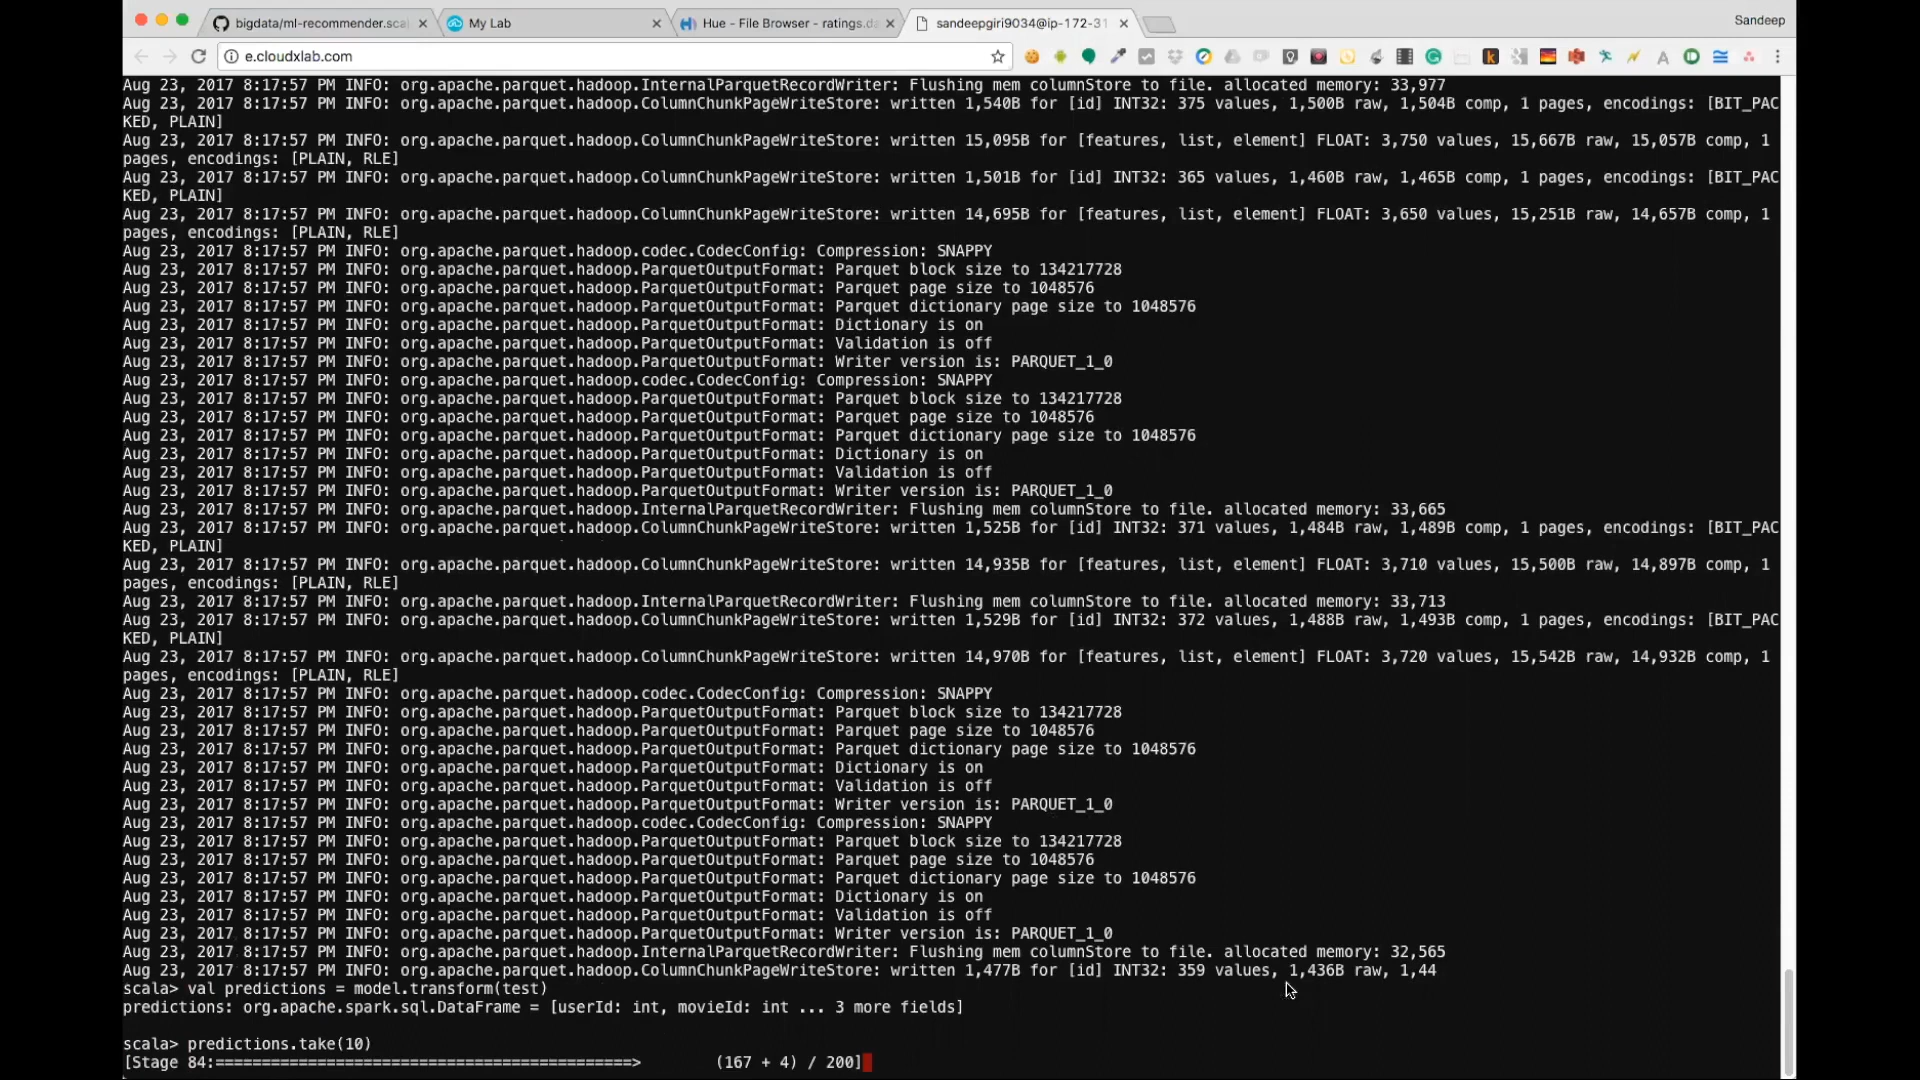 bigdata/ml-recommender.sca
My Lab
Hue - File Browser - ratings.da
sandeepgiri9034@ip-172-31
Sandeep
e.cloudxlab.com
Aug 23, 2017 8:17:57 PM INFO: org.apache.parquet.hadoop.InternalParquetRecordWriter: Flushing mem columnStore to file. allocated memory: 33,977
Aug 23, 2017 8:17:57 PM INFO: org.apache.parquet.hadoop.ColumnChunkPageWriteStore: written 1,540B for [id] INT32: 375 values, 1,500B raw, 1,504B comp, 1 pages, encodings: [BIT_PAC
KED, PLAIN]
Aug 23, 2017 8:17:57 PM INFO: org.apache.parquet.hadoop.ColumnChunkPageWriteStore: written 15,095B for [features, list, element] FLOAT: 3,750 values, 15,667B raw, 15,057B comp, 1
pages, encodings: [PLAIN, RLE]
Aug 23, 2017 8:17:57 PM INFO: org.apache.parquet.hadoop.ColumnChunkPageWriteStore: written 1,501B for [id] INT32: 365 values, 1,460B raw, 1,465B comp, 1 pages, encodings: [BIT_PAC
KED, PLAIN]
Aug 23, 2017 8:17:57 PM INFO: org.apache.parquet.hadoop.ColumnChunkPageWriteStore: written 14,695B for [features, list, element] FLOAT: 3,650 values, 15,251B raw, 14,657B comp, 1
pages, encodings: [PLAIN, RLE]
Aug 23, 2017 8:17:57 PM INFO: org.apache.parquet.hadoop.codec.CodecConfig: Compression: SNAPPY
Aug 23, 2017 8:17:57 PM INFO: org.apache.parquet.hadoop.ParquetOutputFormat: Parquet block size to 134217728
Aug 23, 2017 8:17:57 PM INFO: org.apache.parquet.hadoop.ParquetOutputFormat: Parquet page size to 1048576
Aug 23, 2017 8:17:57 PM INFO: org.apache.parquet.hadoop.ParquetOutputFormat: Parquet dictionary page size to 1048576
Aug 23, 2017 8:17:57 PM INFO: org.apache.parquet.hadoop.ParquetOutputFormat: Dictionary is on
Aug 23, 2017 8:17:57 PM INFO: org.apache.parquet.hadoop.ParquetOutputFormat: Validation is off
Aug 23, 2017 8:17:57 PM INFO: org.apache.parquet.hadoop.ParquetOutputFormat: Writer version is: PARQUET_1_0
Aug 23, 2017 8:17:57 PM INFO: org.apache.parquet.hadoop.codec.CodecConfig: Compression: SNAPPY
Aug 23, 2017 8:17:57 PM INFO: org.apache.parquet.hadoop.ParquetOutputFormat: Parquet block size to 134217728
Aug 23, 2017 8:17:57 PM INFO: org.apache.parquet.hadoop.ParquetOutputFormat: Parquet page size to 1048576
Aug 23, 2017 8:17:57 PM INFO: org.apache.parquet.hadoop.ParquetOutputFormat: Parquet dictionary page size to 1048576
Aug 23, 2017 8:17:57 PM INFO: org.apache.parquet.hadoop.ParquetOutputFormat: Dictionary is on
Aug 23, 2017 8:17:57 PM INFO: org.apache.parquet.hadoop.ParquetOutputFormat: Validation is off
Aug 23, 2017 8:17:57 PM INFO: org.apache.parquet.hadoop.ParquetOutputFormat: Writer version is: PARQUET_1_0
Aug 23, 2017 8:17:57 PM INFO: org.apache.parquet.hadoop.InternalParquetRecordWriter: Flushing mem columnStore to file. allocated memory: 33,665
Aug 23, 2017 8:17:57 PM INFO: org.apache.parquet.hadoop.ColumnChunkPageWriteStore: written 1,525B for [id] INT32: 371 values, 1,484B raw, 1,489B comp, 1 pages, encodings: [BIT_PAC
KED, PLAIN]
Aug 23, 2017 8:17:57 PM INFO: org.apache.parquet.hadoop.ColumnChunkPageWriteStore: written 14,935B for [features, list, element] FLOAT: 3,710 values, 15,500B raw, 14,897B comp, 1
pages, encodings: [PLAIN, RLE]
Aug 23, 2017 8:17:57 PM INFO: org.apache.parquet.hadoop.InternalParquetRecordWriter: Flushing mem columnStore to file. allocated memory: 33,713
Aug 23, 2017 8:17:57 PM INFO: org.apache.parquet.hadoop.ColumnChunkPageWriteStore: written 1,529B for [id] INT32: 372 values, 1,488B raw, 1,493B comp, 1 pages, encodings: [BIT_PAC
KED, PLAIN]
Aug 23, 2017 8:17:57 PM INFO: org.apache.parquet.hadoop.ColumnChunkPageWriteStore: written 14,970B for [features, list, element] FLOAT: 3,720 values, 15,542B raw, 14,932B comp, 1
pages, encodings: [PLAIN, RLE]
Aug 23, 2017 8:17:57 PM INFO: org.apache.parquet.hadoop.codec.CodecConfig: Compression: SNAPPY
Aug 23, 2017 8:17:57 PM INFO: org.apache.parquet.hadoop.ParquetOutputFormat: Parquet block size to 134217728
Aug 23, 2017 8:17:57 PM INFO: org.apache.parquet.hadoop.ParquetOutputFormat: Parquet page size to 1048576
Aug 23, 2017 8:17:57 PM INFO: org.apache.parquet.hadoop.ParquetOutputFormat: Parquet dictionary page size to 1048576
Aug 23, 2017 8:17:57 PM INFO: org.apache.parquet.hadoop.ParquetOutputFormat: Dictionary is on
Aug 23, 2017 8:17:57 PM INFO: org.apache.parquet.hadoop.ParquetOutputFormat: Validation is off
Aug 23, 2017 8:17:57 PM INFO: org.apache.parquet.hadoop.ParquetOutputFormat: Writer version is: PARQUET_1_0
Aug 23, 2017 8:17:57 PM INFO: org.apache.parquet.hadoop.codec.CodecConfig: Compression: SNAPPY
Aug 23, 2017 8:17:57 PM INFO: org.apache.parquet.hadoop.ParquetOutputFormat: Parquet block size to 134217728
Aug 23, 2017 8:17:57 PM INFO: org.apache.parquet.hadoop.ParquetOutputFormat: Parquet page size to 1048576
Aug 23, 2017 8:17:57 PM INFO: org.apache.parquet.hadoop.ParquetOutputFormat: Parquet dictionary page size to 1048576
Aug 23, 2017 8:17:57 PM INFO: org.apache.parquet.hadoop.ParquetOutputFormat: Dictionary is on
Aug 23, 2017 8:17:57 PM INFO: org.apache.parquet.hadoop.ParquetOutputFormat: Validation is off
Aug 23, 2017 8:17:57 PM INFO: org.apache.parquet.hadoop.ParquetOutputFormat: Writer version is: PARQUET_1_0
Aug 23, 2017 8:17:57 PM INFO: org.apache.parquet.hadoop.InternalParquetRecordWriter: Flushing mem columnStore to file. allocated memory: 32,565
Aug 23, 2017 8:17:57 PM INFO: org.apache.parquet.hadoop.ColumnChunkPageWriteStore: written 1,477B for [id] INT32: 359 values, 1,436B raw, 1,44
scala> val predictions = model.transform(test)
predictions: org.apache.spark.sql.DataFrame = [userId: int, movieId: int ... 3 more fields]
scala> predictions.take(10)
[Stage 84:=============================================> (167 + 4) / 200]